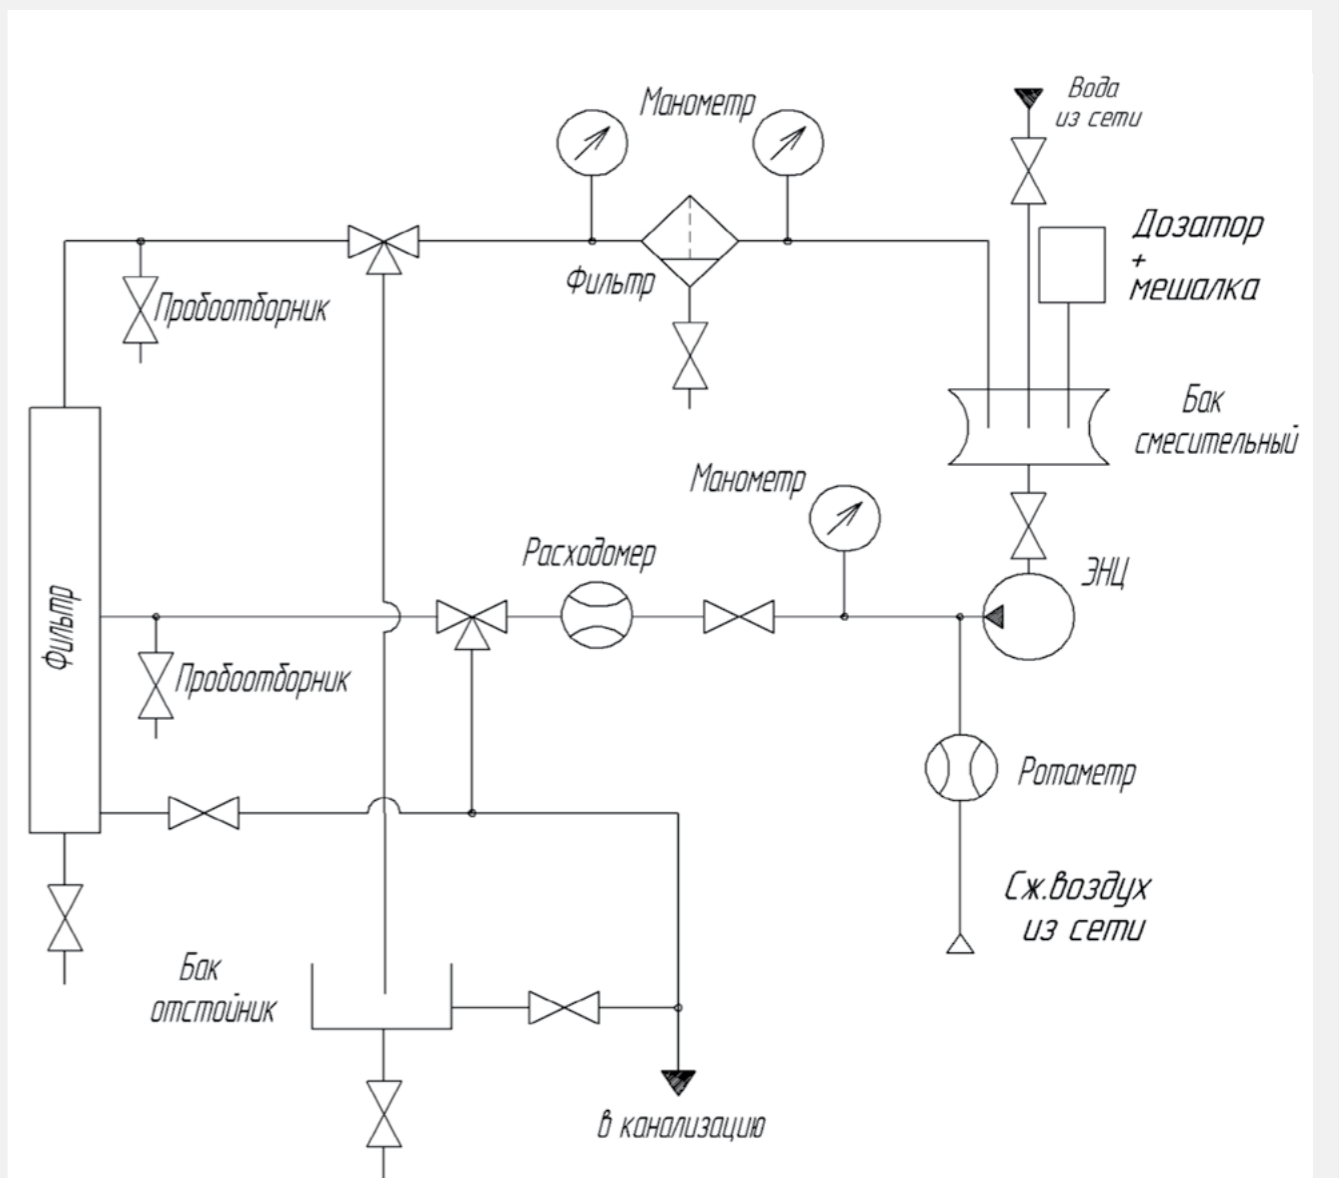 Вода
из сети
Манометр
Дозатор
+
мешалка
Фильтр
Пробоотборник
Бак
смесительный
Манометр
Расходомер
ЭНЦ
Фильтр
Пробоотборник
Ротаметр
Сж.воздух
из сети
Бак
отстойник
в канализацию